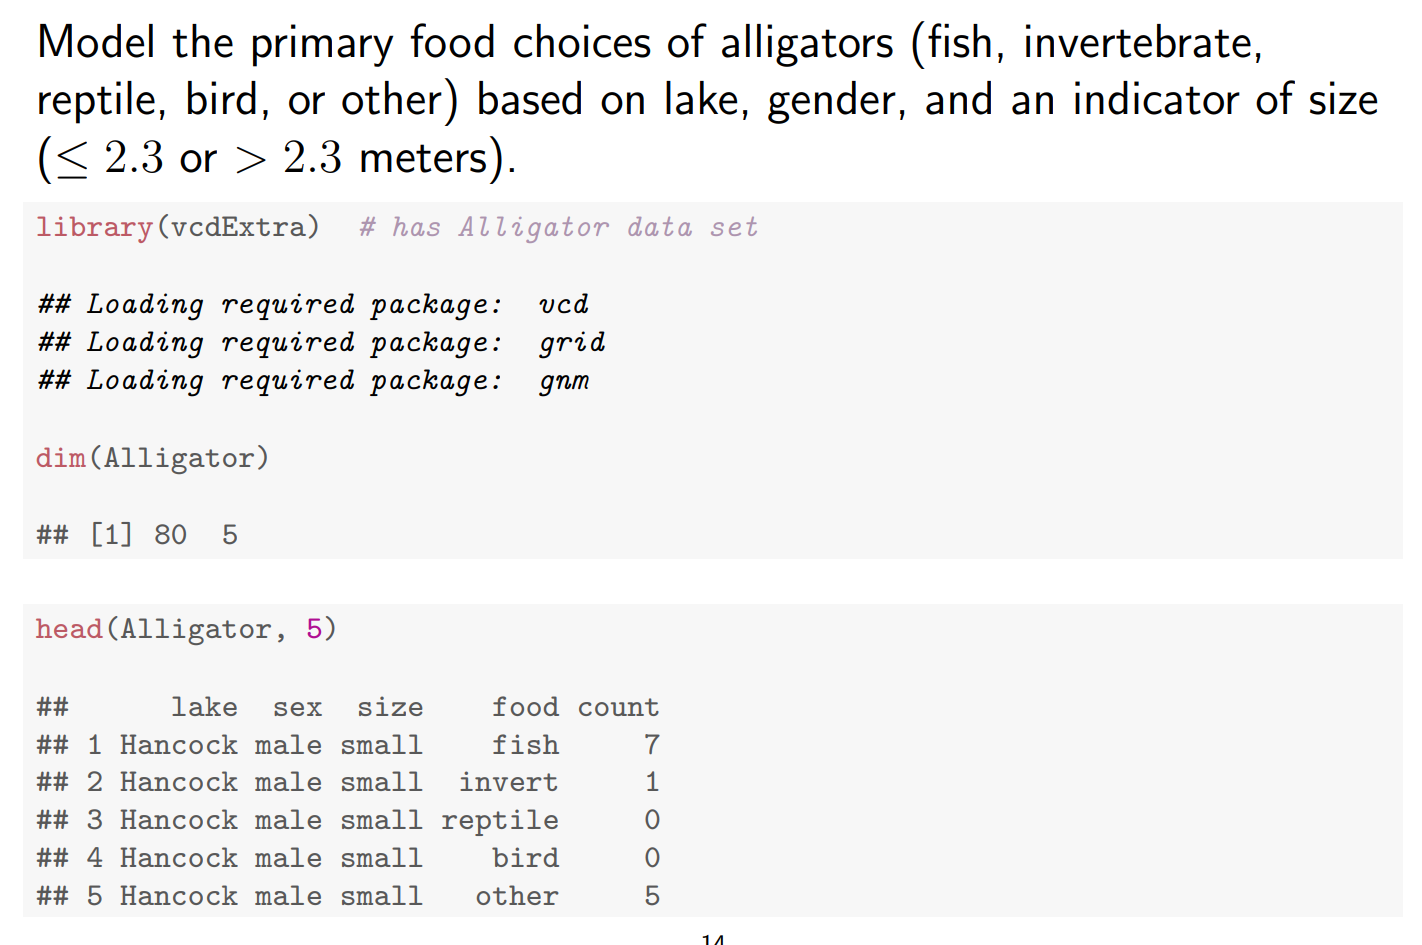 Model the primary food choices of alligators (fish, invertebrate,
reptile, bird, or other) based on lake, gender, and an indicator of size
(≤ 2.3 or > 2.3 meters).
library(vcdExtra)  # has Alligator data set
## Loading required package:  vcd
## Loading required package:  grid
## Loading required package:  gnm
dim(Alligator)
## [1] 80  5
head(Alligator, 5)
##      lake  sex  size    food count
## 1 Hancock male small    fish     7
## 2 Hancock male small  invert     1
## 3 Hancock male small reptile     0
## 4 Hancock male small    bird     0
## 5 Hancock male small   other     5
14